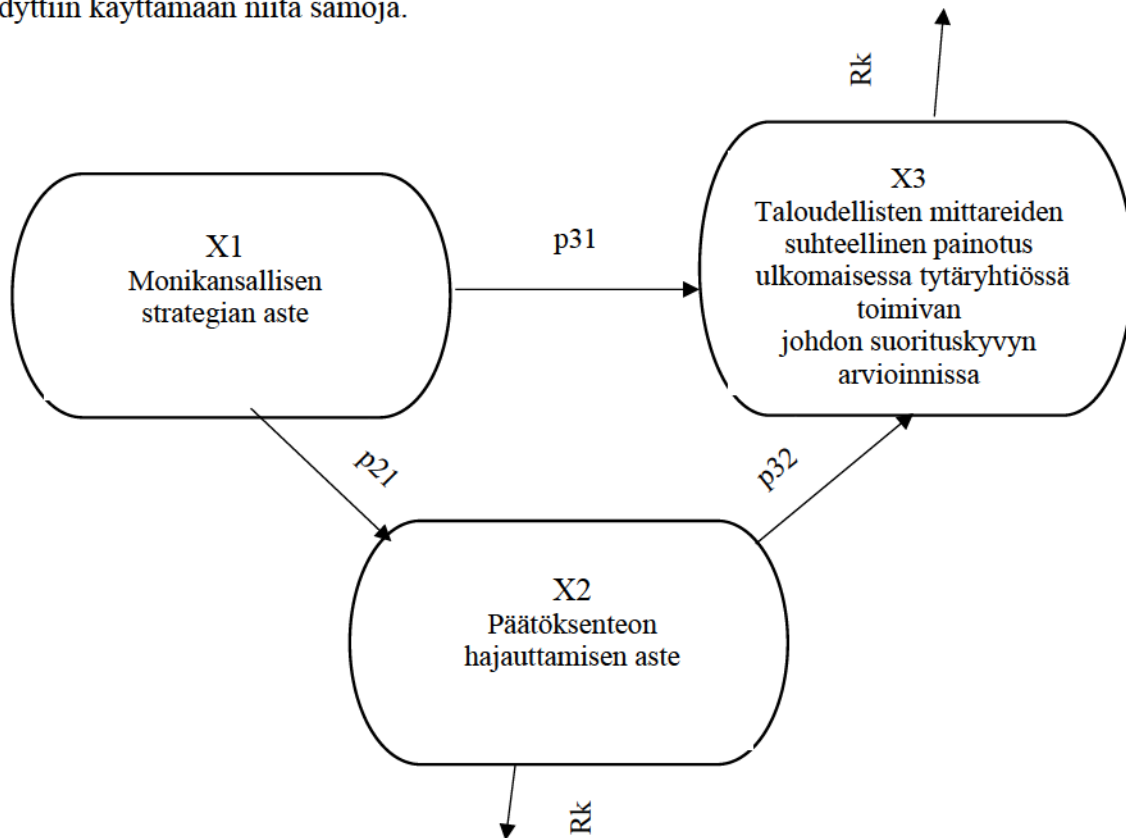 käyttämään niitä samoja.
Rk
X1
Monikansallisen
strategian aste
p31
X3
Taloudellisten mittareiden
suhteellinen painotus
ulkomaisessa tytäryhtiössä
toimivan
johdon suorituskyvyn
arvioinnissa
p21
p32
X2
Päätöksenteon
hajauttamisen aste
Rk